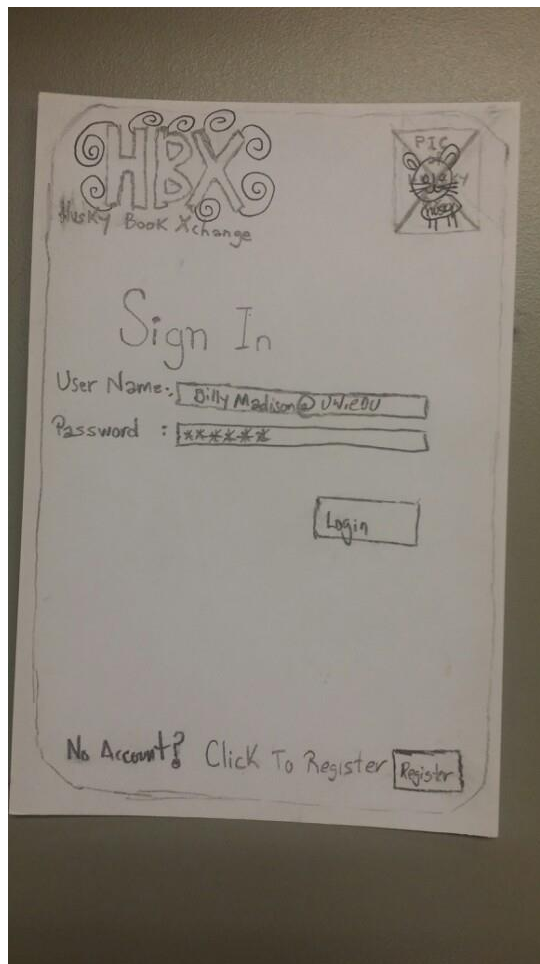 HBX
Husky Book Xchange
PIC
Sign In
User Name:
Billy Madison@UW.eDU
Password :
******
Login
No Account? Click To Register
Register